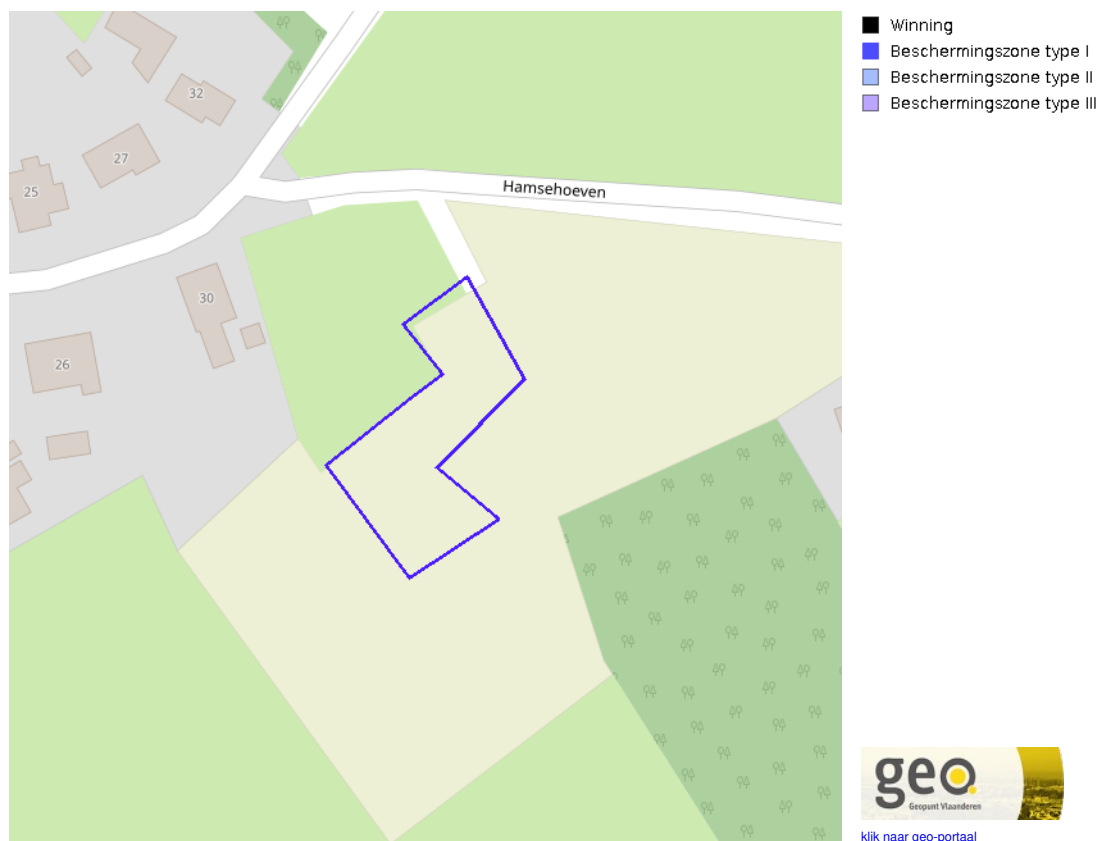 Winning
Beschermingszone type I
Beschermingszone type II
Beschermingszone type III
32
27
25
Hamsehoeven
30
26
geo
Geopunt Vlaanderen
klik naar geo-portaal